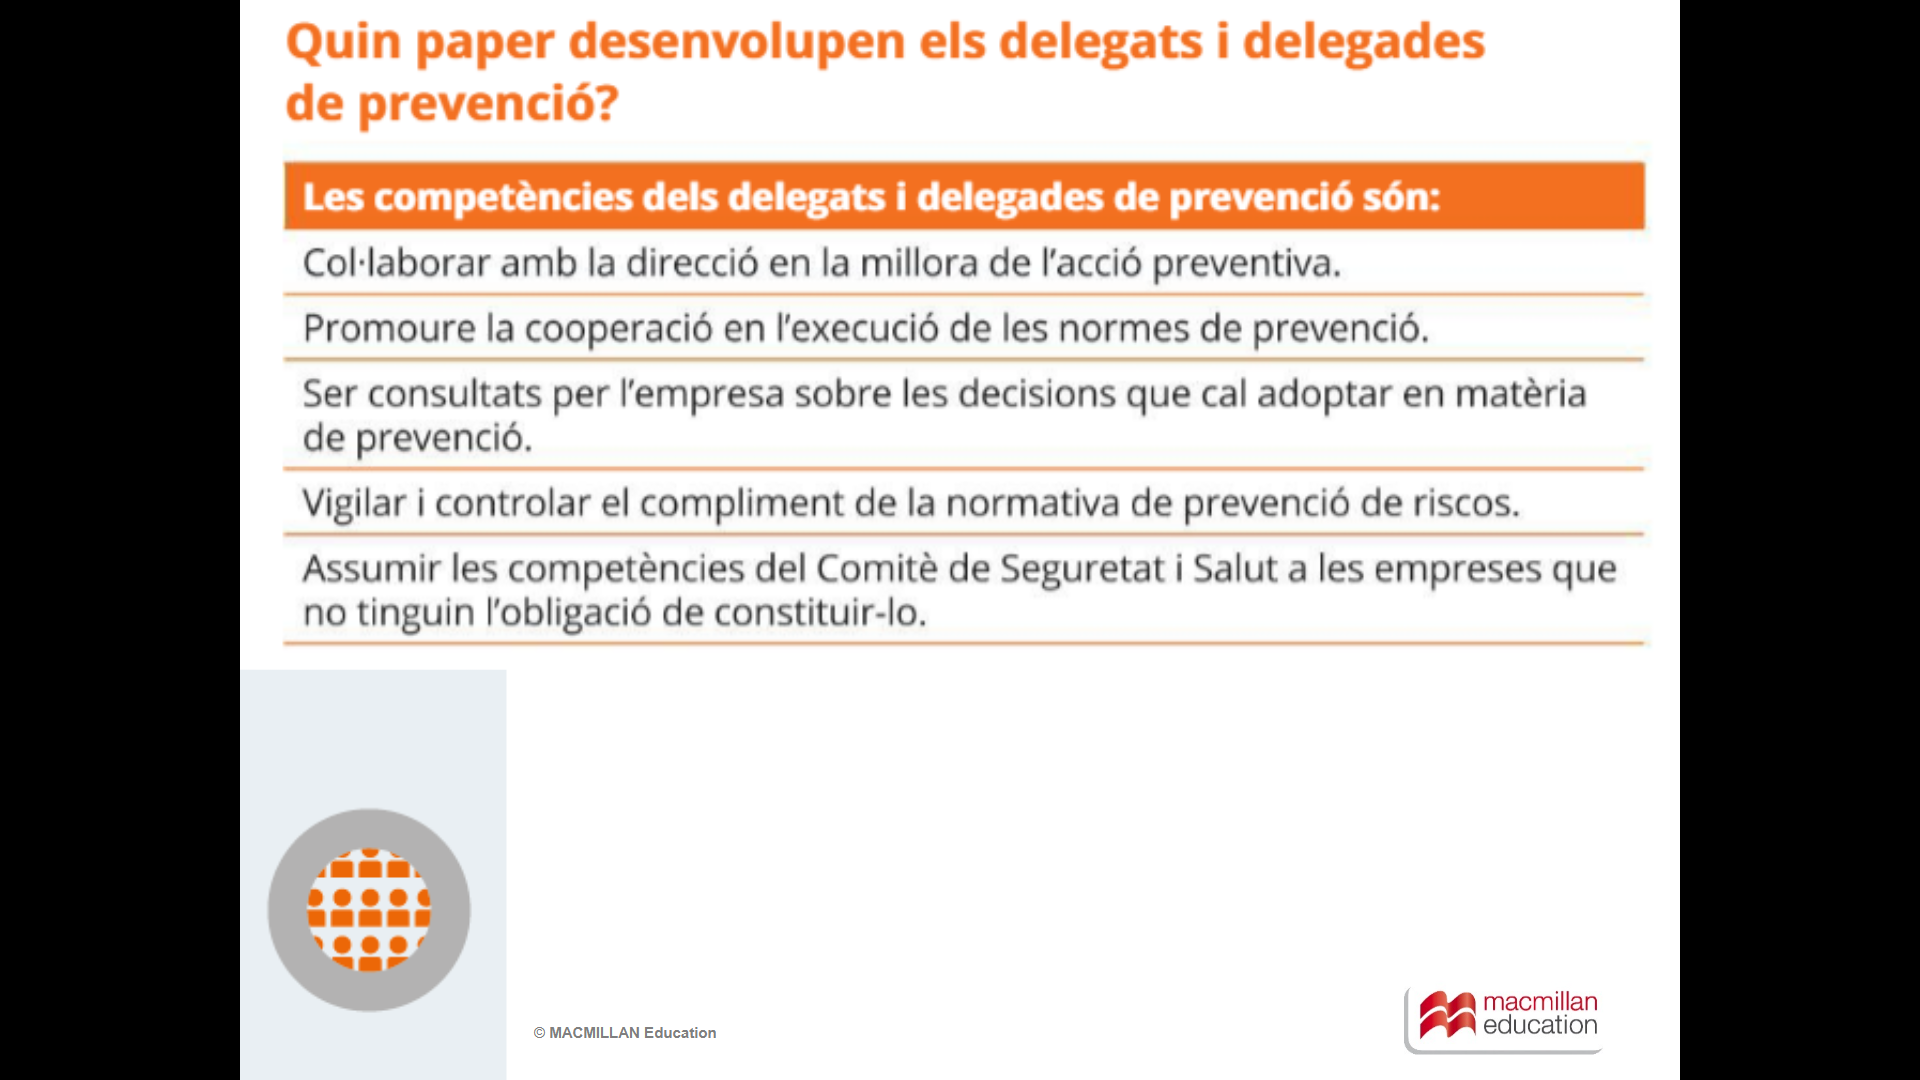 Quin paper desenvolupen els delegats i delegades
de prevenció?
Les competències dels delegats i delegades de prevenció són:
Col·laborar amb la direcció en la millora de l’acció preventiva.
Promoure la cooperació en l’execució de les normes de prevenció.
Ser consultats per l’empresa sobre les decisions que cal adoptar en matèria
de prevenció.
Vigilar i controlar el compliment de la normativa de prevenció de riscos.
Assumir les competències del Comitè de Seguretat i Salut a les empreses que
no tinguin l’obligació de constituir-lo.
© MACMILLAN Education
macmillan
education